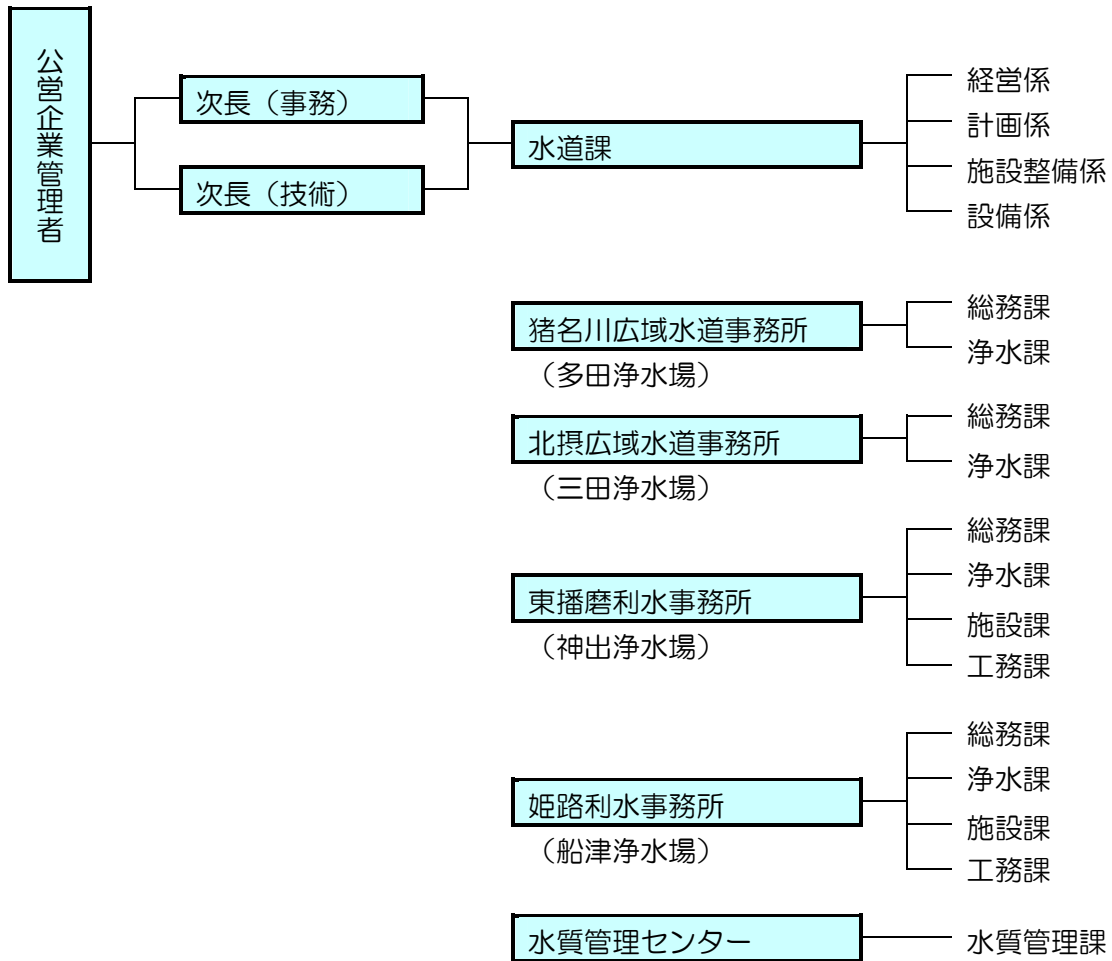 公営企業管理者
次長（事務）
次長（技術）
水道課
経営係
計画係
施設整備係
設備係
猪名川広域水道事務所
（多田浄水場）
総務課
浄水課
北摂広域水道事務所
（三田浄水場）
総務課
浄水課
東播磨利水事務所
（神出浄水場）
総務課
浄水課
施設課
工務課
姫路利水事務所
（船津浄水場）
総務課
浄水課
施設課
工務課
水質管理センター
水質管理課